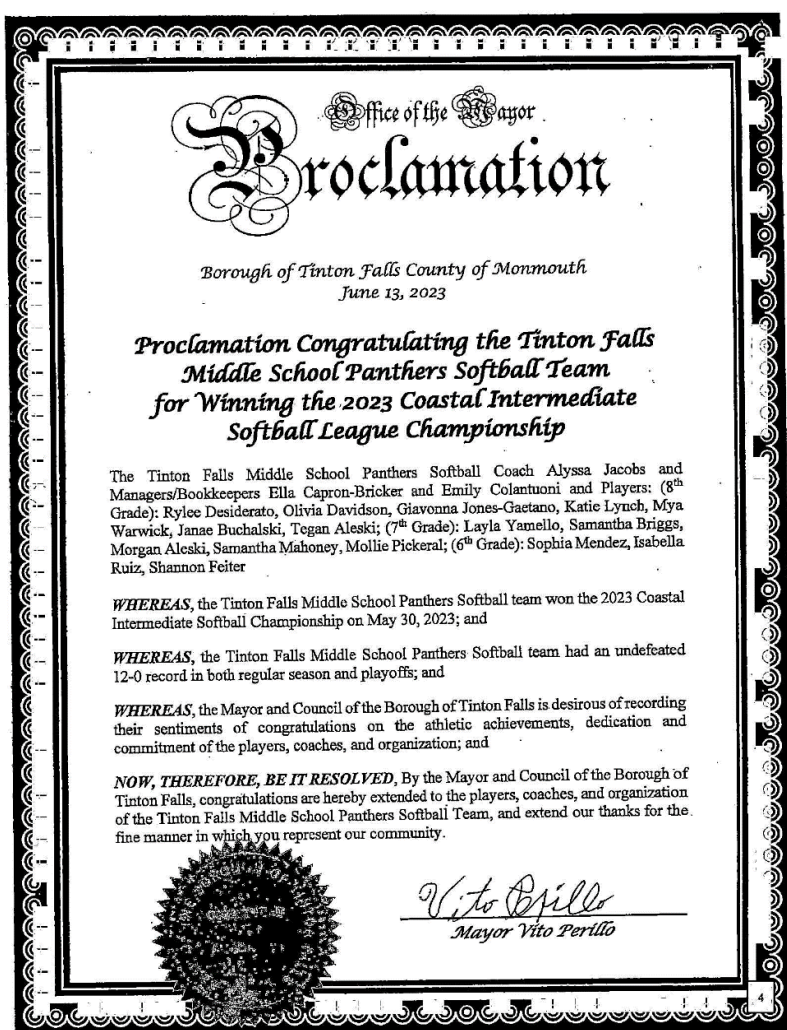 Office of the Mayor
Proclamation
Borough of Tinton Falls County of Monmouth
June 13, 2023
Proclamation Congratulating the Tinton Falls
Middle School Panthers Softball Team
for Winning the 2023 Coastal Intermediate
Softball League Championship
The Tinton Falls Middle School Panthers Softball Coach Alyssa Jacobs and
Managers/Bookkeepers Ella Capron-Bricker and Emily Colantuoni and Players: (8th
Grade): Rylee Desiderato, Olivia Davidson, Giavonna Jones-Gaetano, Katie Lynch, Mya
Warwick, Janae Buchalski, Tegan Aleski; (7th Grade): Layla Yamello, Samantha Briggs,
Morgan Aleski, Samantha Mahoney, Mollie Pickeral; (6th Grade): Sophia Mendez, Isabella
Ruiz, Shannon Feiter
WHEREAS, the Tinton Falls Middle School Panthers Softball team won the 2023 Coastal
Intermediate Softball Championship on May 30, 2023; and
WHEREAS, the Tinton Falls Middle School Panthers Softball team had an undefeated
12-0 record in both regular season and playoffs; and
WHEREAS, the Mayor and Council of the Borough of Tinton Falls is desirous of recording
their sentiments of congratulations on the athletic achievements, dedication and
commitment of the players, coaches, and organization; and
NOW, THEREFORE, BE IT RESOLVED, By the Mayor and Council of the Borough of
Tinton Falls, congratulations are hereby extended to the players, coaches, and organization
of the Tinton Falls Middle School Panthers Softball Team, and extend our thanks for the
fine manner in which you represent our community.
Vito Perillo
Mayor Vito Perillo
4